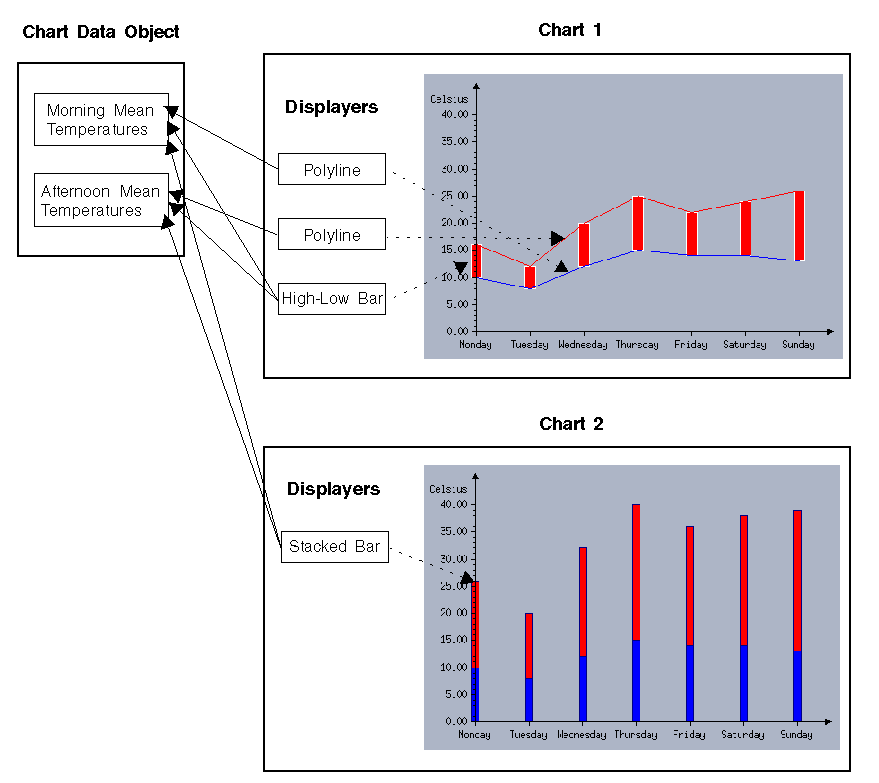 Chart Data Object
Chart 1
Morning Mean
Temperatures
Afternoon Mean
Temperatures
Displayers
Polyline
Polyline
High-Low Bar
Celsius
40.00
35.00
30.00
25.00
20.00
15.00
10.00
5.00
0.00
Monday Tuesday Wednesday Thursday Friday Saturday Sunday
Chart 2
Displayers
Stacked Bar
Celsius
40.00
35.00
30.00
25.00
20.00
15.00
10.00
5.00
0.00
Monday Tuesday Wednesday Thursday Friday Saturday Sunday